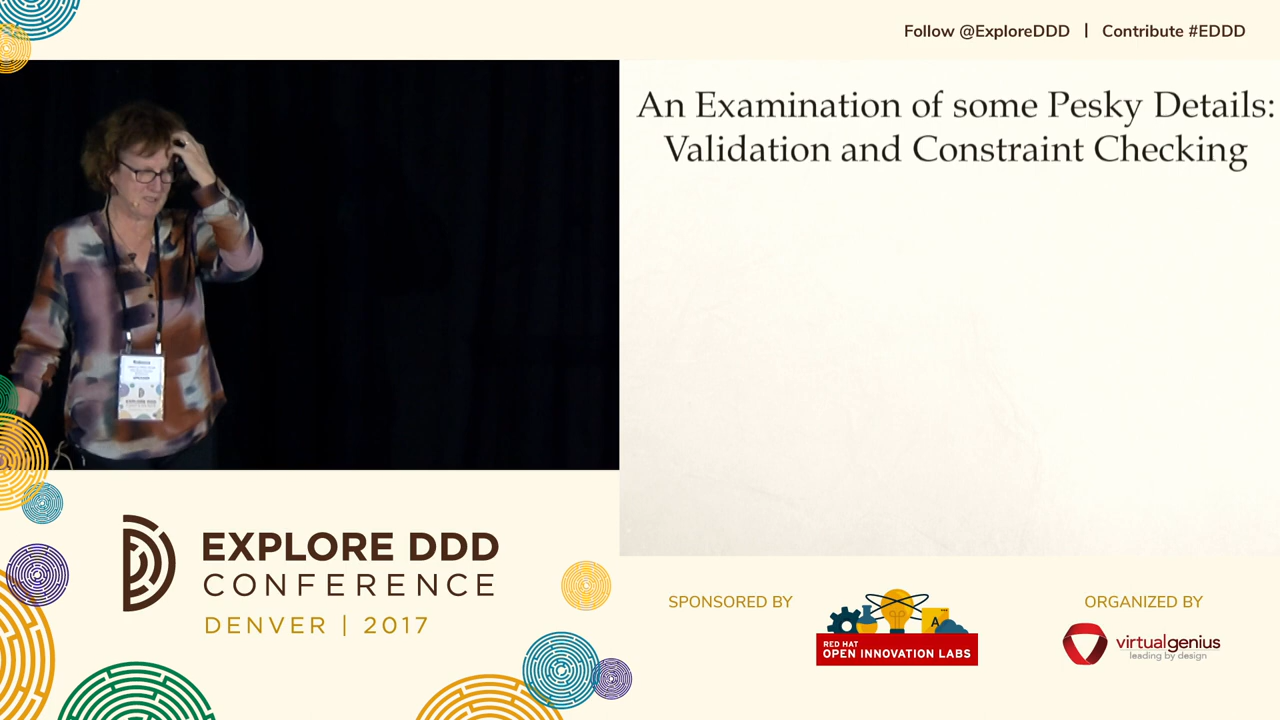 Follow @ExploreDDD | Contribute #EDDD
An Examination of some Pesky Details:
Validation and Constraint Checking
EXPLORE DDD
CONFERENCE
DENVER | 2017
SPONSORED BY
RED HAT
OPEN INNOVATION LABS
ORGANIZED BY
virtualgenius
leading by design